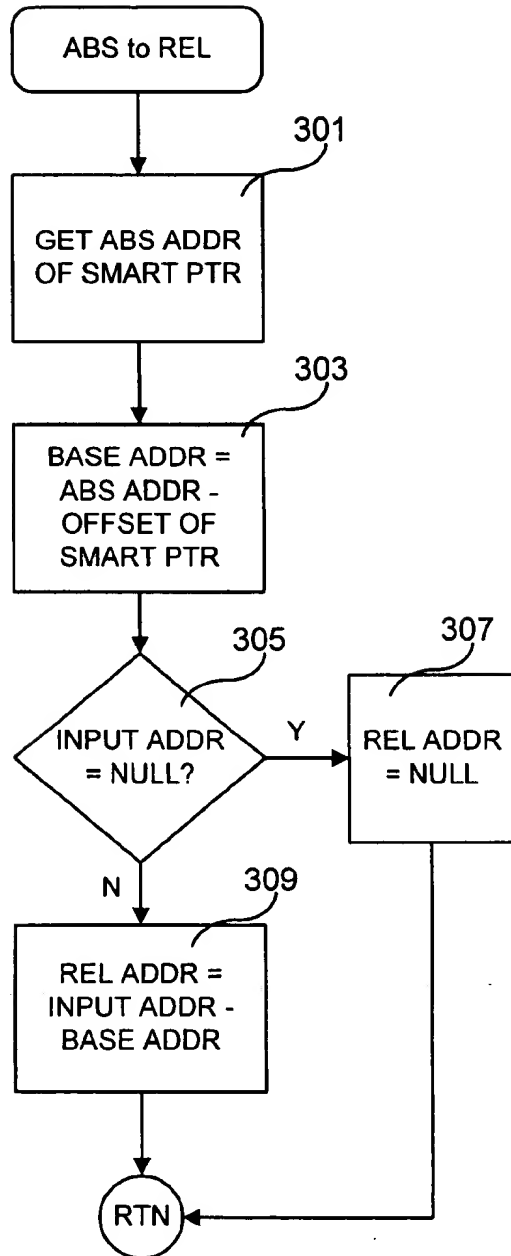 ABS to REL
301
GET ABS ADDR
OF SMART PTR
303
BASE ADDR =
ABS ADDR -
OFFSET OF
SMART PTR
305
INPUT ADDR
= NULL?
Y
307
REL ADDR
= NULL
N
309
REL ADDR =
INPUT ADDR -
BASE ADDR
RTN